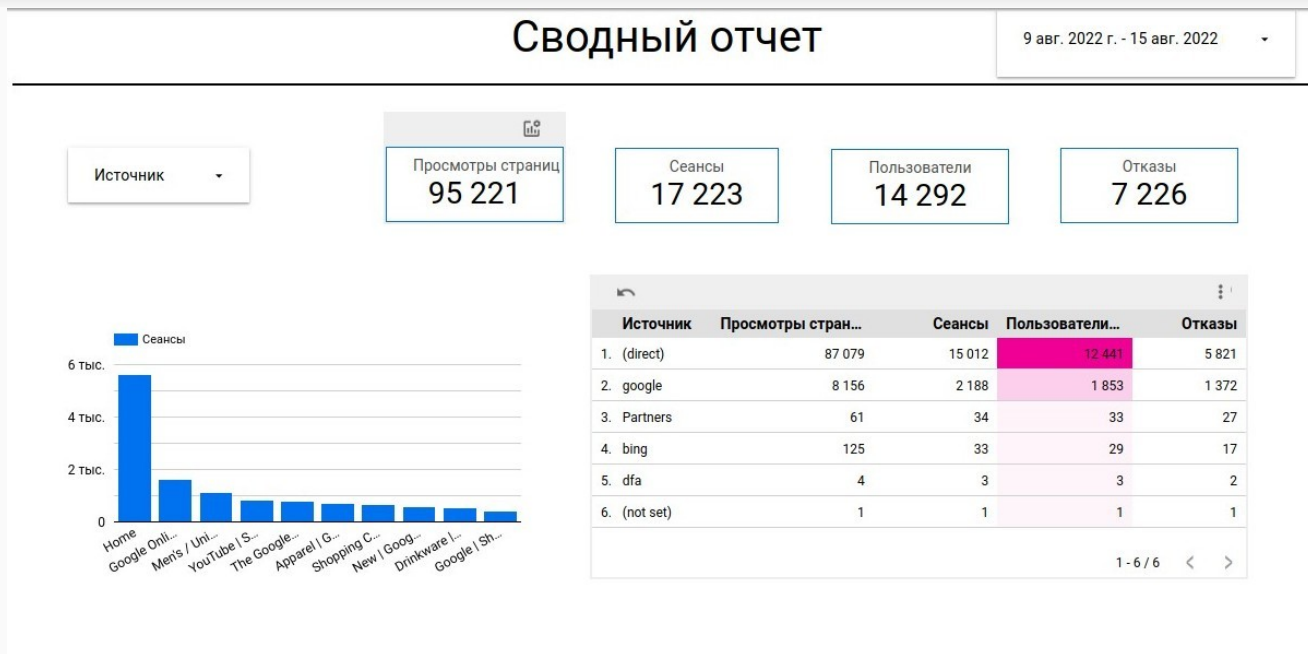 Сводный отчет
9 авг. 2022 г. - 15 авг. 2022
Источник
Просмотры страниц
95 221
Сеансы
17 223
Пользователи
14 292
Отказы
7 226
Сеансы
6 тыс.
4 тыс.
2 тыс.
0
Home
Google Onli...
Men's / Uni...
YouTube | S...
The Google...
Apparel | G...
Shopping C...
New | Goog...
Drinkware |...
Google | Sh...
Источник Просмотры стран... Сеансы Пользователи... Отказы
1. (direct) 87 079 15 012 12 441 5 821
2. google 8 156 2 188 1 853 1 372
3. Partners 61 34 33 27
4. bing 125 33 29 17
5. dfa 4 3 3 2
6. (not set) 1 1 1 1
1 - 6 / 6